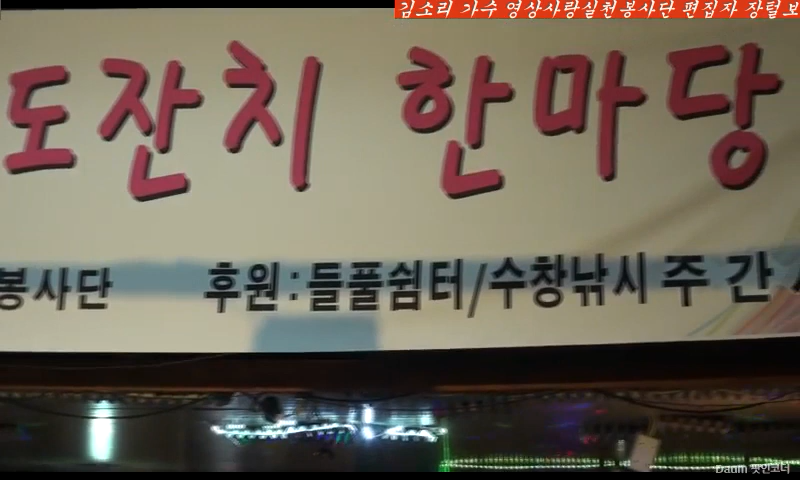 김소리 가수 영상사랑실천봉사단 편집자 장털보
도잔치 한마당
봉사단 후원 : 들풀쉼터/수창낚시 주 간
Daum 팟인코더